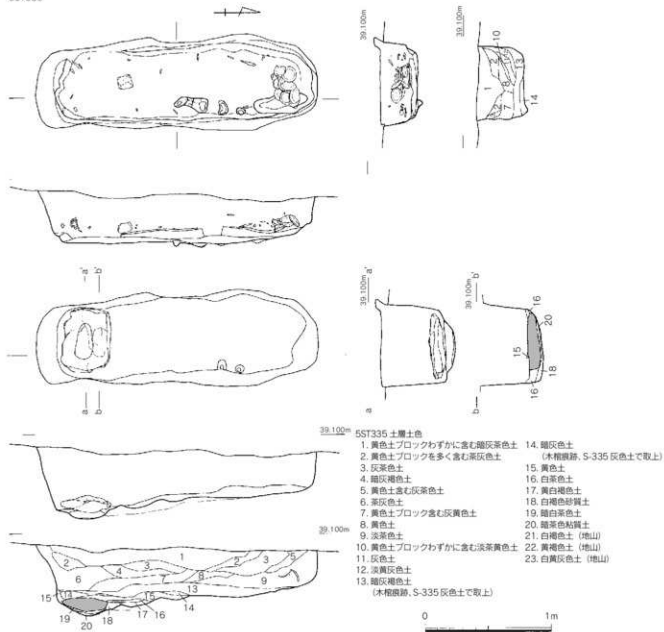 39.100m
39.100m
10
2
1
13
7
8
14
a'
b'
39.100m
a'
39.100m
b'
16
20
15
18
16
a
b
a
b
39.100m
39.100m
5ST335 土層土色
1. 黄色土ブロックわずかに含む暗灰茶色土
2. 黄色土ブロックを多く含む茶灰色土
3. 灰茶色土
4. 暗灰褐色土
5. 黄色土含む灰茶色土
6. 茶灰色土
7. 黄色土ブロック含む灰黄色土
8. 黄色土
9. 淡茶色土
10. 黄色土ブロックわずかに含む淡茶黄色土
11. 灰色土
12. 淡黄灰色土
13. 暗灰褐色土
(木棺痕跡, S-335 灰色土で取上)
14. 暗灰色土
(木棺痕跡, S-335 灰色土で取上)
15. 黄色土
16. 白茶色土
17. 黄白褐色土
18. 白褐色砂質土
19. 暗白茶色土
20. 暗茶色粘質土
21. 白褐色土（地山）
22. 黄褐色土（地山）
23. 白黄灰色土（地山）
1
2
3
4
2
3
5
6
7
8
9
13
15
14
15
14
16
17
18
19
20
0
1m